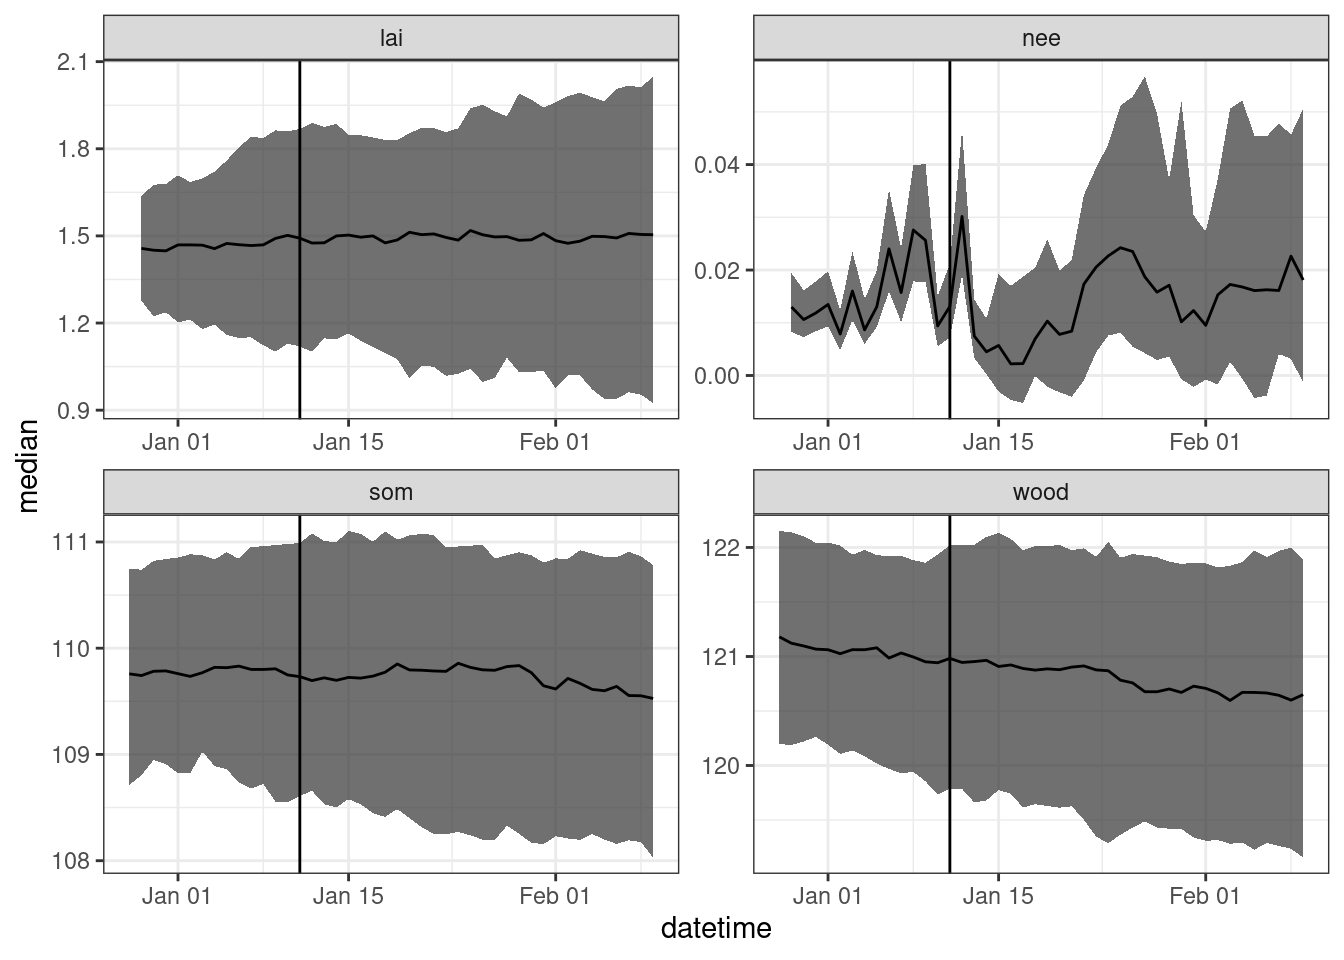 lai
nee
2.1
1.8
1.5
1.2
0.9
0.04
0.02
0.00
Jan 01 Jan 15 Feb 01
Jan 01 Jan 15 Feb 01
median
som
wood
111
110
109
108
122
121
120
Jan 01 Jan 15 Feb 01
Jan 01 Jan 15 Feb 01
datetime